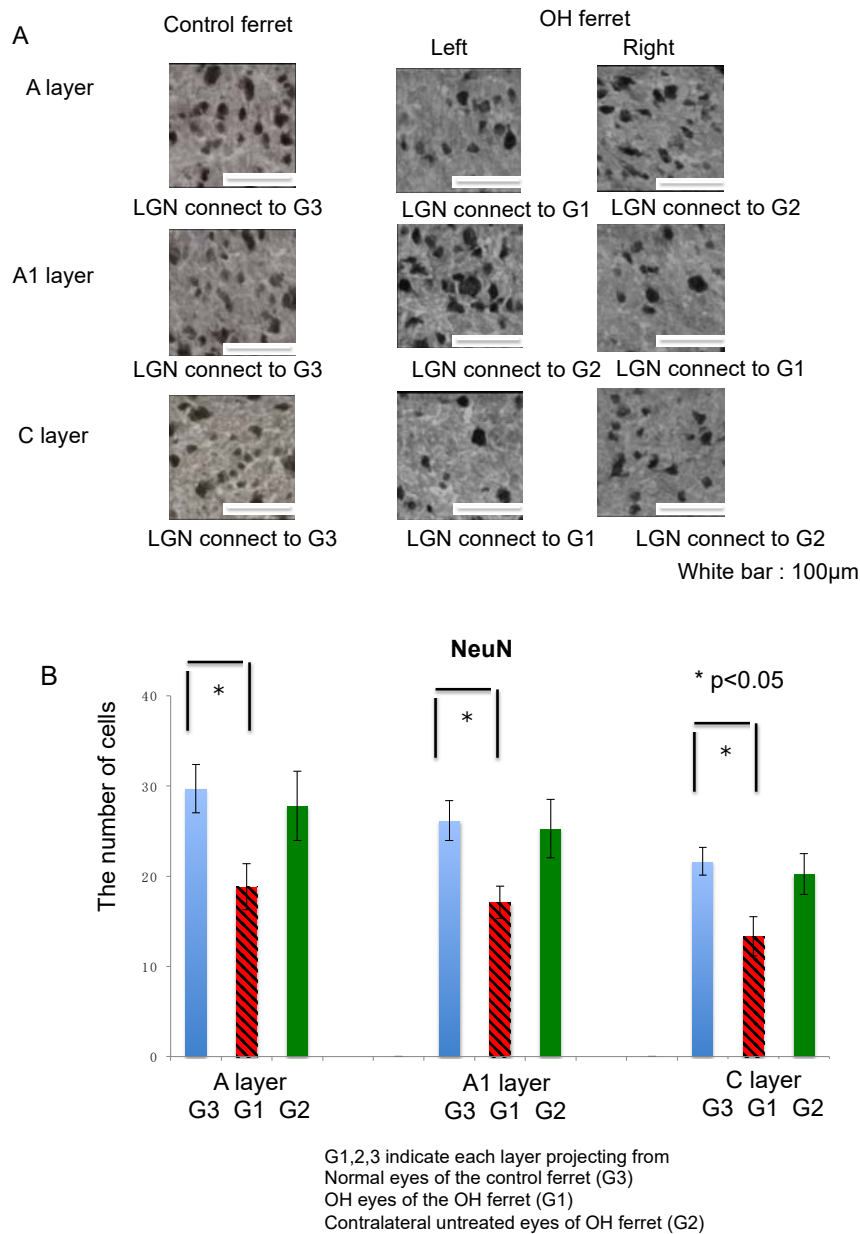 A
Control ferret
OH ferret
Left
Right
A layer
LGN connect to G3
LGN connect to G1
LGN connect to G2
A1 layer
LGN connect to G3
LGN connect to G2
LGN connect to G1
C layer
LGN connect to G3
LGN connect to G1
LGN connect to G2
White bar : 100μm
B
NeuN
* p<0.05
The number of cells
40
30
20
10
0
*
*
*
A layer
A1 layer
C layer
G3 G1 G2
G3 G1 G2
G3 G1 G2
G1,2,3 indicate each layer projecting from
Normal eyes of the control ferret (G3)
OH eyes of the OH ferret (G1)
Contralateral untreated eyes of OH ferret (G2)